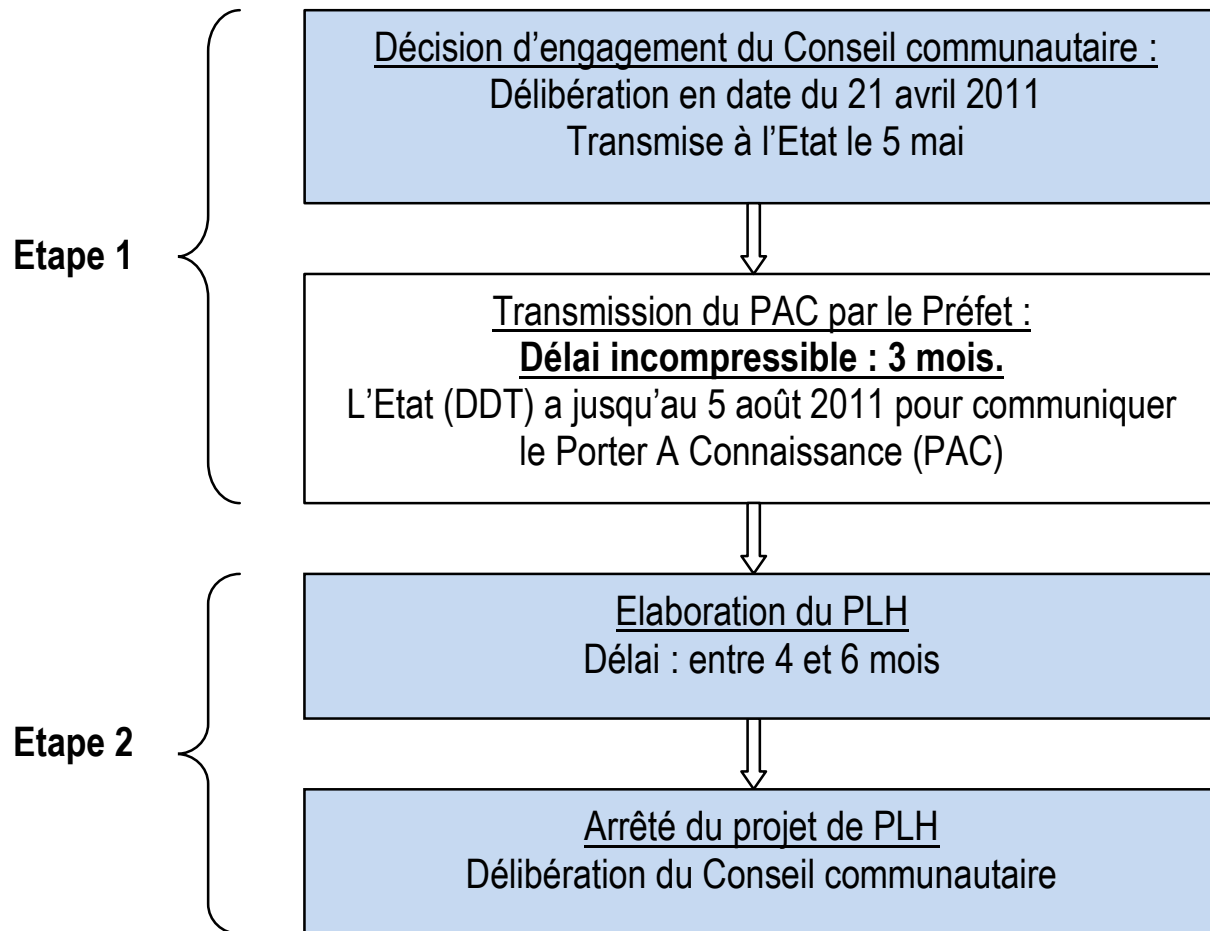 Décision d’engagement du Conseil communautaire :
Délibération en date du 21 avril 2011
Transmise à l’Etat le 5 mai
Etape 1
Transmission du PAC par le Préfet :
Délai incompressible : 3 mois.
L’Etat (DDT) a jusqu’au 5 août 2011 pour communiquer
le Porter A Connaissance (PAC)
Elaboration du PLH
Délai : entre 4 et 6 mois
Etape 2
Arrêté du projet de PLH
Délibération du Conseil communautaire